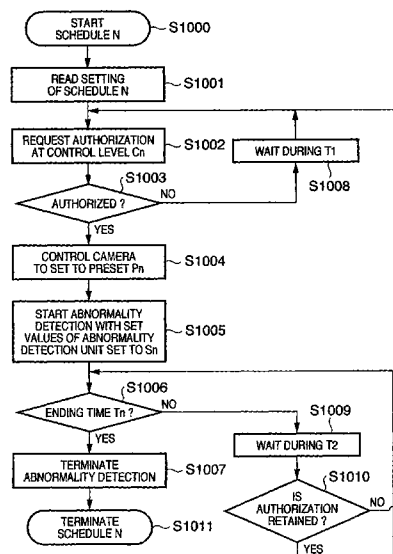 START
SCHEDULE N
S1000
READ SETTING
OF SCHEDULE N
S1001
REQUEST AUTHORIZATION
AT CONTROL LEVEL Cn
S1002
WAIT DURING T1
S1008
S1003
AUTHORIZED ?
NO
YES
CONTROL CAMERA
TO SET TO PRESET Pn
S1004
START ABNORMALITY
DETECTION WITH SET
VALUES OF ABNORMALITY
DETECTION UNIT SET TO Sn
S1005
S1006
ENDING TIME Tn ?
NO
YES
S1009
WAIT DURING T2
TERMINATE
ABNORMALITY DETECTION
S1007
S1010
IS
AUTHORIZATION
RETAINED ?
NO
YES
TERMINATE
SCHEDULE N
S1011